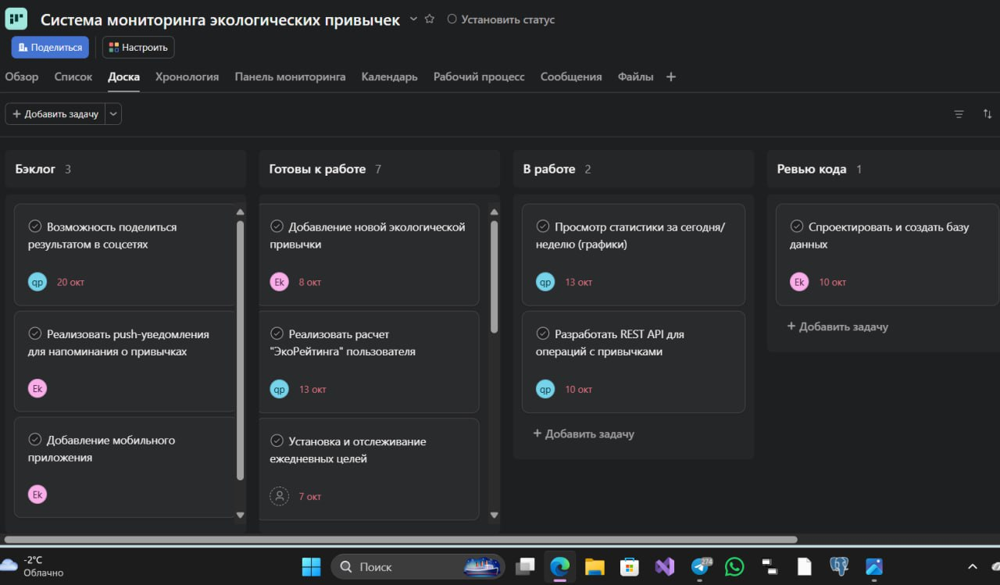 Система мониторинга экологических привычек
Установить статус
Поделиться
Настроить
Обзор Список Доска Хронология Панель мониторинга Календарь Рабочий процесс Сообщения Файлы +
+ Добавить задачу
Бэклог 3
Возможность поделиться
результатом в соцсетях
qp 20 окт
Реализовать push-уведомления
для напоминания о привычках
Ek
Добавление мобильного
приложения
Ek
Готовы к работе 7
Добавление новой экологической
привычки
Ek 8 окт
Реализовать расчет
"ЭкоРейтинга" пользователя
qp 13 окт
Установка и отслеживание
ежедневных целей
7 окт
В работе 2
Просмотр статистики за сегодня/
неделю (графики)
qp 13 окт
Разработать REST API для
операций с привычками
qp 10 окт
+ Добавить задачу
Ревью кода 1
Спроектировать и создать базу
данных
Ek 10 окт
+ Добавить задачу
-2°C
Облачно
Поиск
274